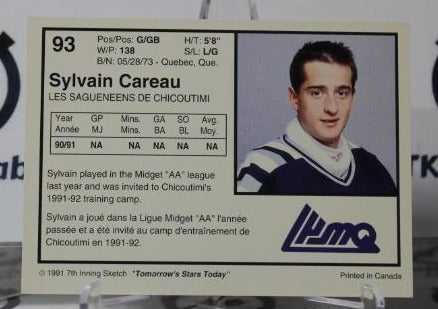 93
Pos/Pos: G/GB H/T: 5'8"
W/P: 138 S/L: L/G
B/N: 05/28/73 - Quebec, Que.
Sylvain Careau
LES SAGUENEENS DE CHICOUTIMI
Year GP Mins. GA SO Avg.
Année MJ Mins. BA BL Moy.
90/91 NA NA NA NA NA
Sylvain played in the Midget "AA" league
last year and was invited to Chicoutimi's
1991-92 training camp.
Sylvain a joué dans la Ligue Midget "AA" l'année
passée et a été invité au camp d'entraînement de
Chicoutimi en 1991-92.
LHJMQ
© 1991 7th Inning Sketch "Tomorrow's Stars Today" Printed in Canada